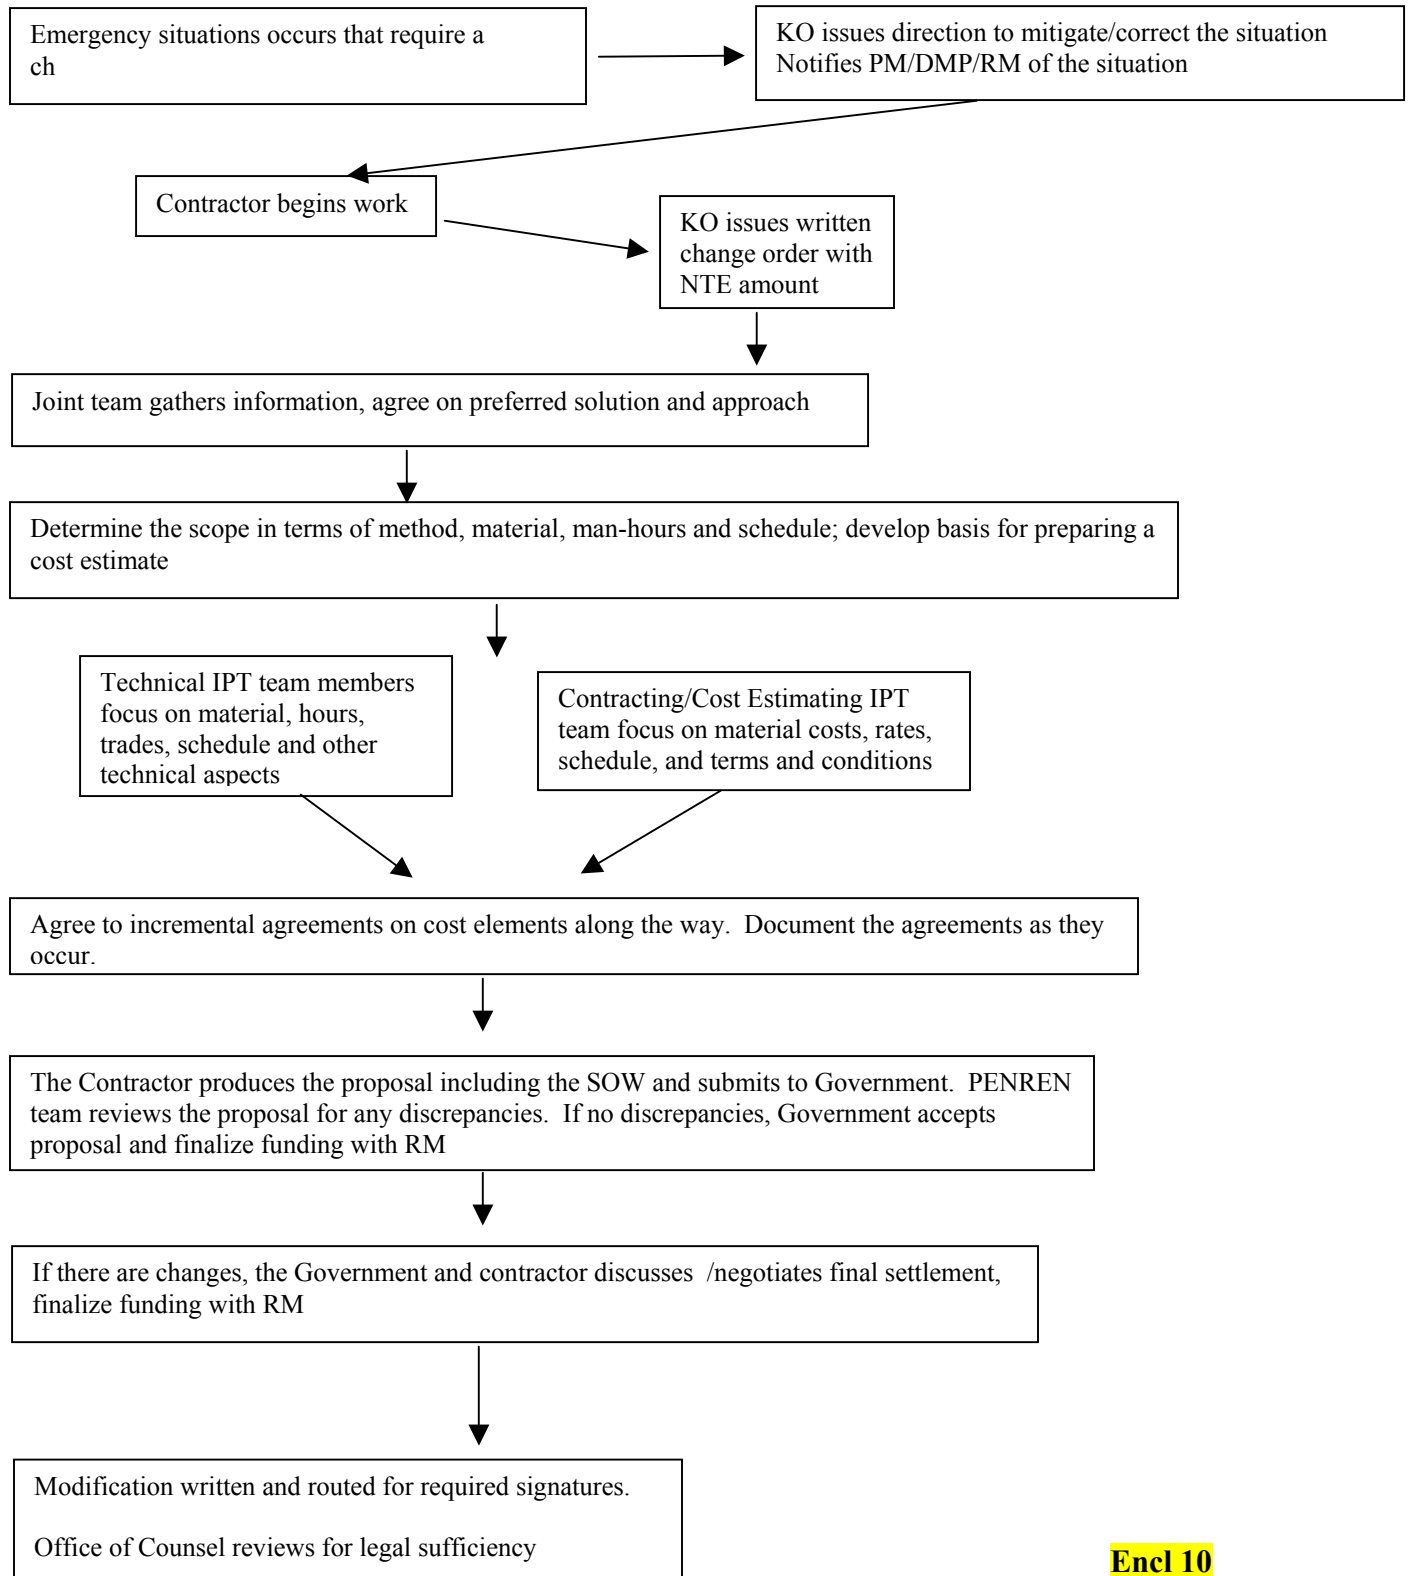 Emergency situations occurs that require a
ch
KO issues direction to mitigate/correct the situation
Notifies PM/DMP/RM of the situation
Contractor begins work
KO issues written
change order with
NTE amount
Joint team gathers information, agree on preferred solution and approach
Determine the scope in terms of method, material, man-hours and schedule; develop basis for preparing a
cost estimate
Technical IPT team members
focus on material, hours,
trades, schedule and other
technical aspects
Contracting/Cost Estimating IPT
team focus on material costs, rates,
schedule, and terms and conditions
Agree to incremental agreements on cost elements along the way.  Document the agreements as they
occur.
The Contractor produces the proposal including the SOW and submits to Government.  PENREN
team reviews the proposal for any discrepancies.  If no discrepancies, Government accepts
proposal and finalize funding with RM
If there are changes, the Government and contractor discusses  /negotiates final settlement,
finalize funding with RM
Modification written and routed for required signatures.
Office of Counsel reviews for legal sufficiency
Encl 10